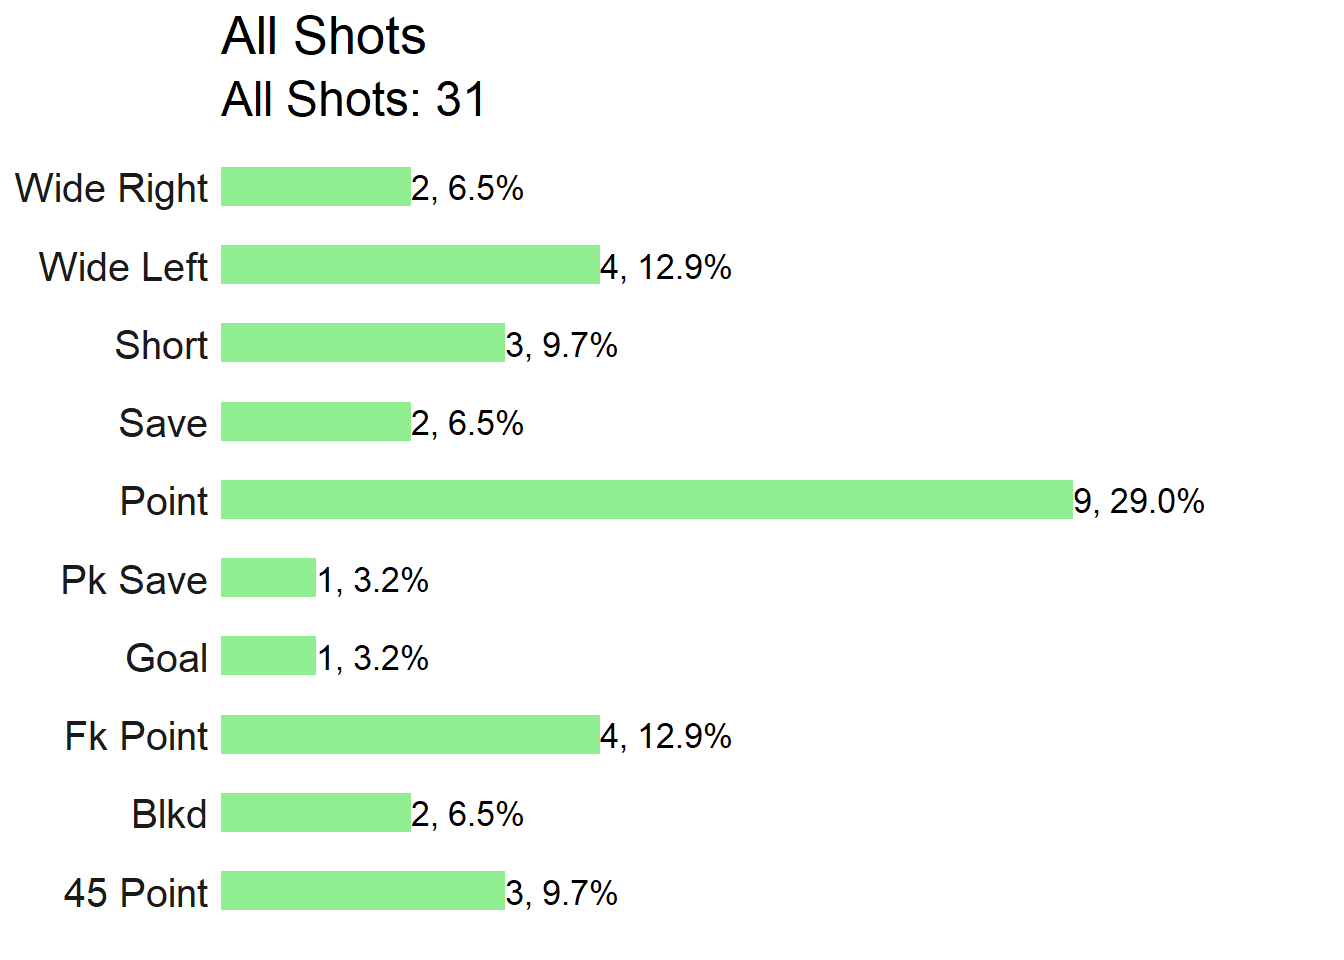 All Shots
All Shots: 31
Wide Right 2, 6.5%
Wide Left 4, 12.9%
Short 3, 9.7%
Save 2, 6.5%
Point 9, 29.0%
Pk Save 1, 3.2%
Goal 1, 3.2%
Fk Point 4, 12.9%
Blkd 2, 6.5%
45 Point 3, 9.7%